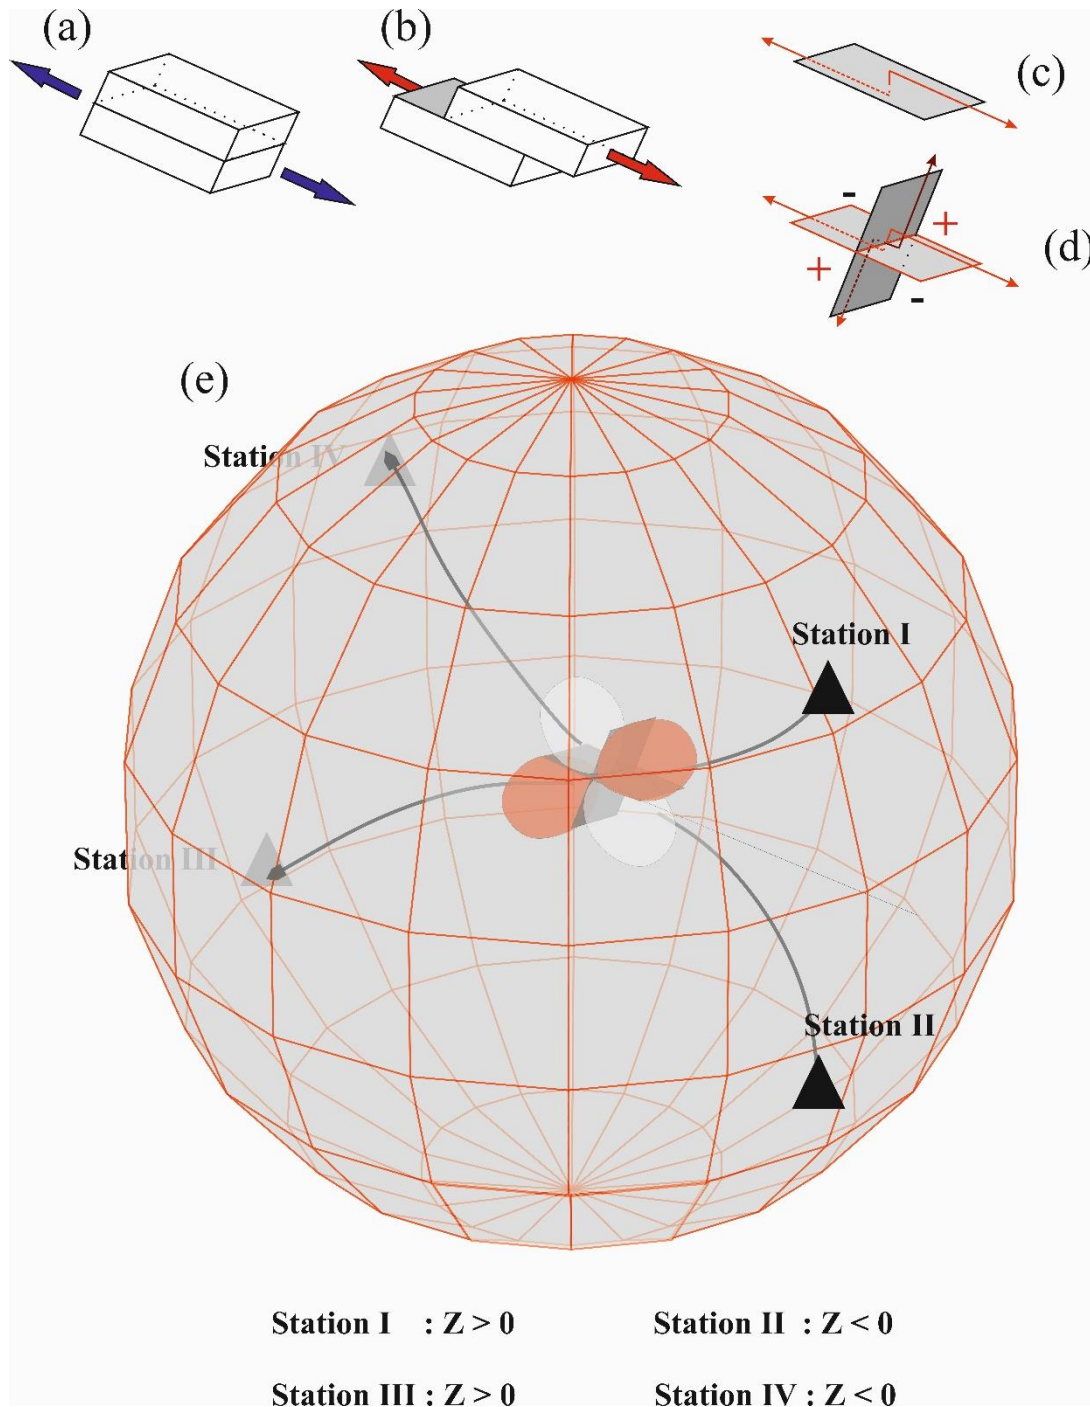 (a)
(b)
(c)
-
+
+
-
(d)
(e)
Station IV
Station I
Station III
Station II
Station I : Z > 0
Station II : Z < 0
Station III : Z > 0
Station IV : Z < 0